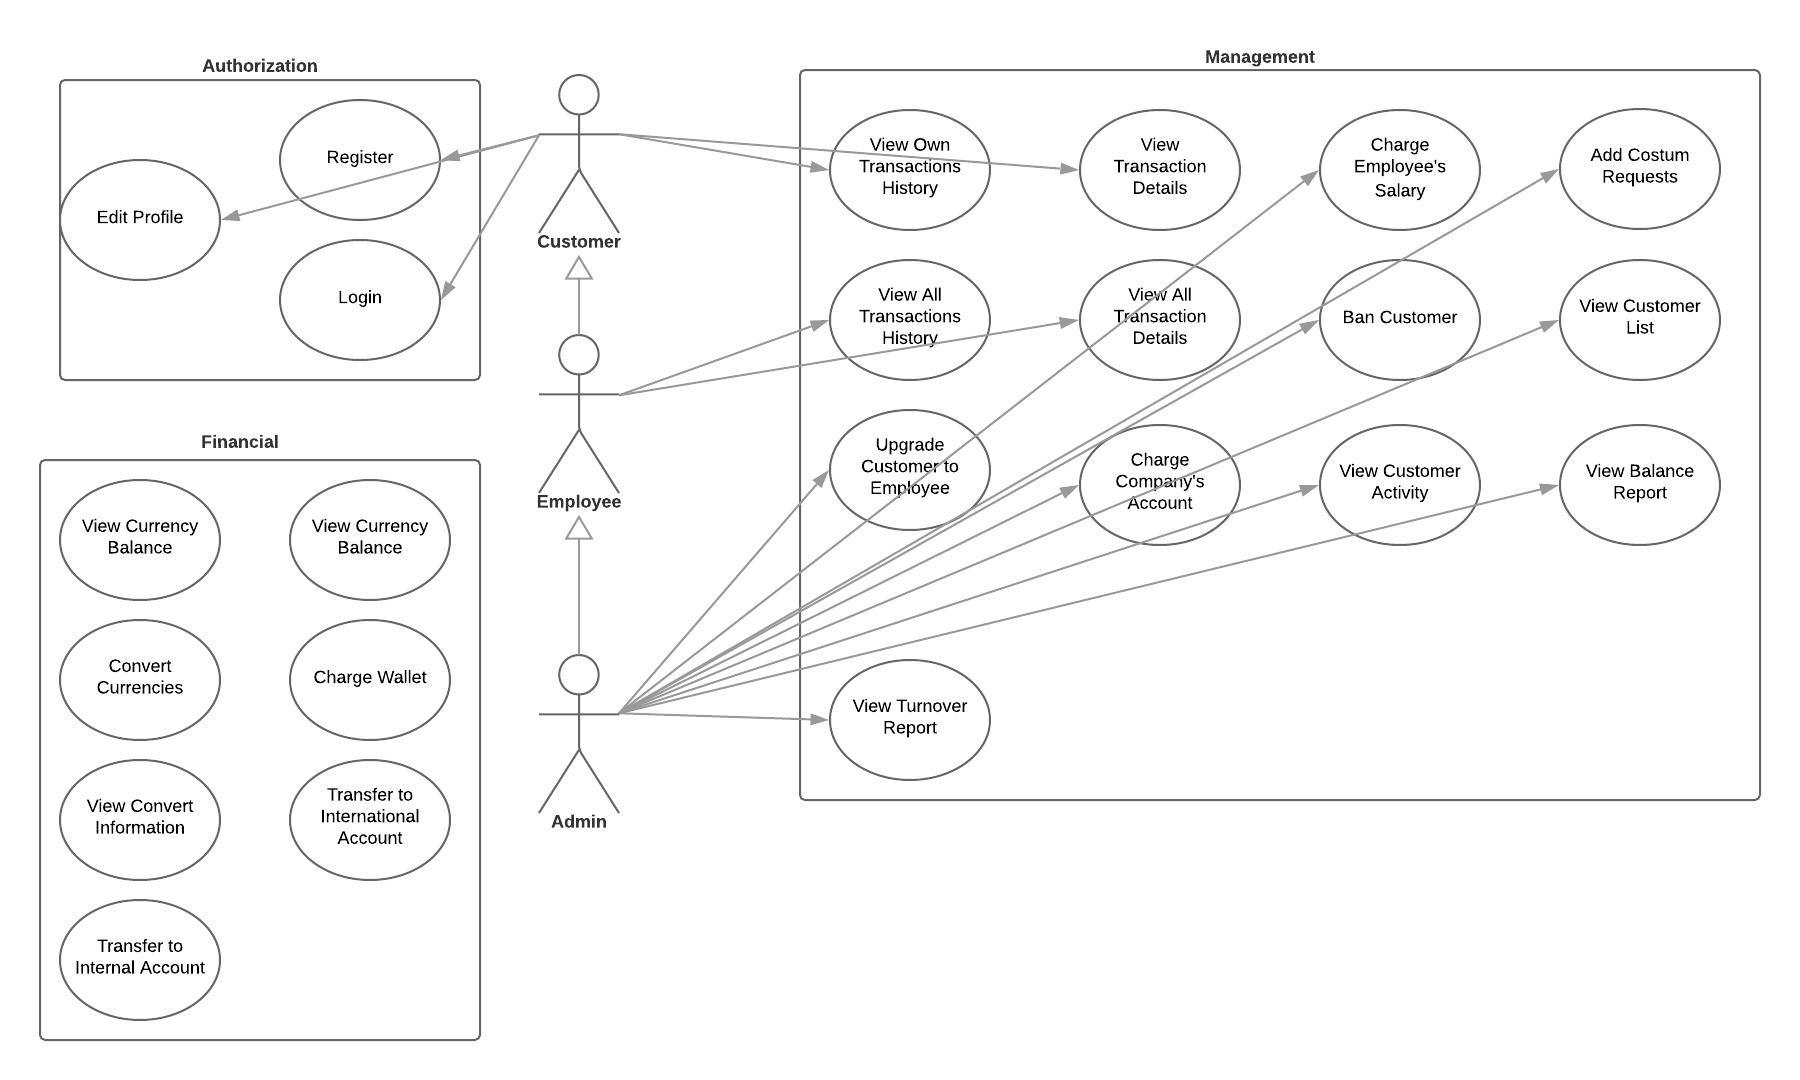 Authorization
Register
Edit Profile
Login
Financial
View Currency
Balance
View Currency
Balance
Convert
Currencies
Charge Wallet
View Convert
Information
Transfer to
International
Account
Transfer to
Internal Account
Customer
Employee
Admin
Management
View Own
Transactions
History
View
Transaction
Details
Charge
Employee's
Salary
Add Costum
Requests
View All
Transactions
History
View All
Transaction
Details
Ban Customer
View Customer
List
Upgrade
Customer to
Employee
Charge
Company's
Account
View Customer
Activity
View Balance
Report
View Turnover
Report